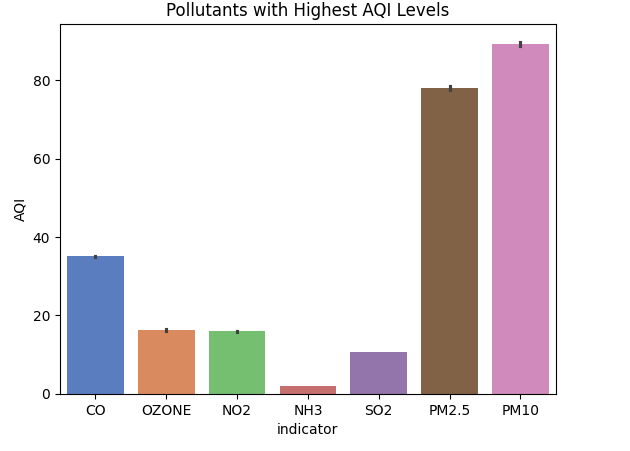 Pollutants with Highest AQI Levels
AQI
80
60
40
20
0
CO OZONE NO2 NH3 SO2 PM2.5 PM10
indicator